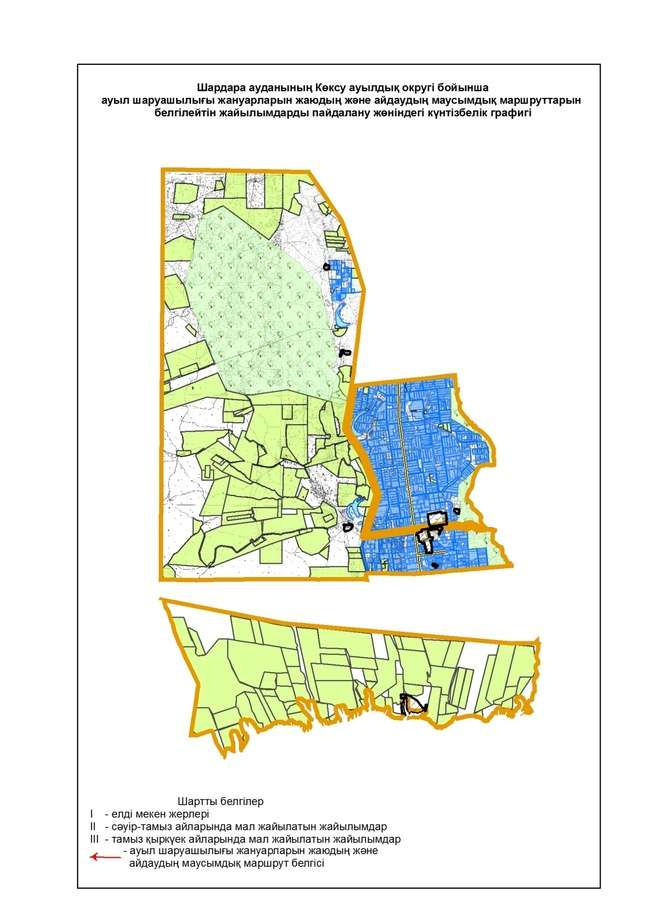 Шардара ауданының Көксу ауылдық округі бойынша
ауыл шаруашылығы жануарларын жаюдың және айдаудың маусымдық маршруттарын
белгілейтін жайылымдарды пайдалану жөніндегі күнтізбелік графигі
Шартты белгілер
I - елді мекен жерлері
II - сәуір-тамыз айларында мал жайылатын жайылымдар
III - тамыз қыркүек айларында мал жайылатын жайылымдар
- ауыл шаруашылығы жануарларын жаюдың және
айдаудың маусымдық маршрут белгісі